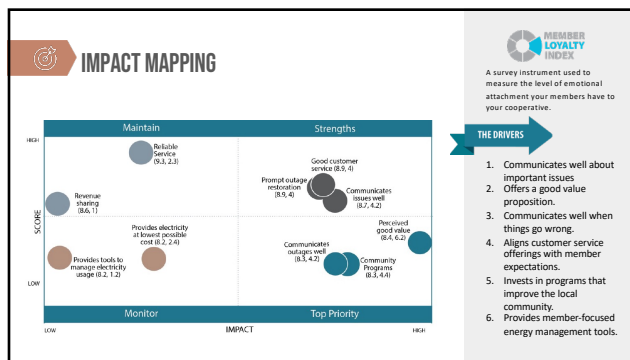 IMPACT MAPPING
Maintain
Strengths
HIGH
SCORE
LOW
Reliable
Service
(9.3, 2.3)
Revenue
sharing
(8.6, 1)
Good customer
service
(8.9, 4)
Prompt outage
restoration
(8.9, 4)
Communicates
issues well
(8.7, 4.2)
Provides electricity
at lowest possible
cost (8.2, 2.4)
Provides tools to
manage electricity
usage (8.2, 1.2)
Perceived
good value
(8.4, 6.2)
Communicates
outages well
(8.3, 4.2)
Community
Programs
(8.3, 4.4)
Monitor
Top Priority
LOW
IMPACT
HIGH
MEMBER
LOYALTY
INDEX
A survey instrument used to
measure the level of emotional
attachment your members have to
your cooperative.
THE DRIVERS
1. Communicates well about
important issues
2. Offers a good value
proposition.
3. Communicates well when
things go wrong.
4. Aligns customer service
offerings with member
expectations.
5. Invests in programs that
improve the local
community.
6. Provides member-focused
energy management tools.